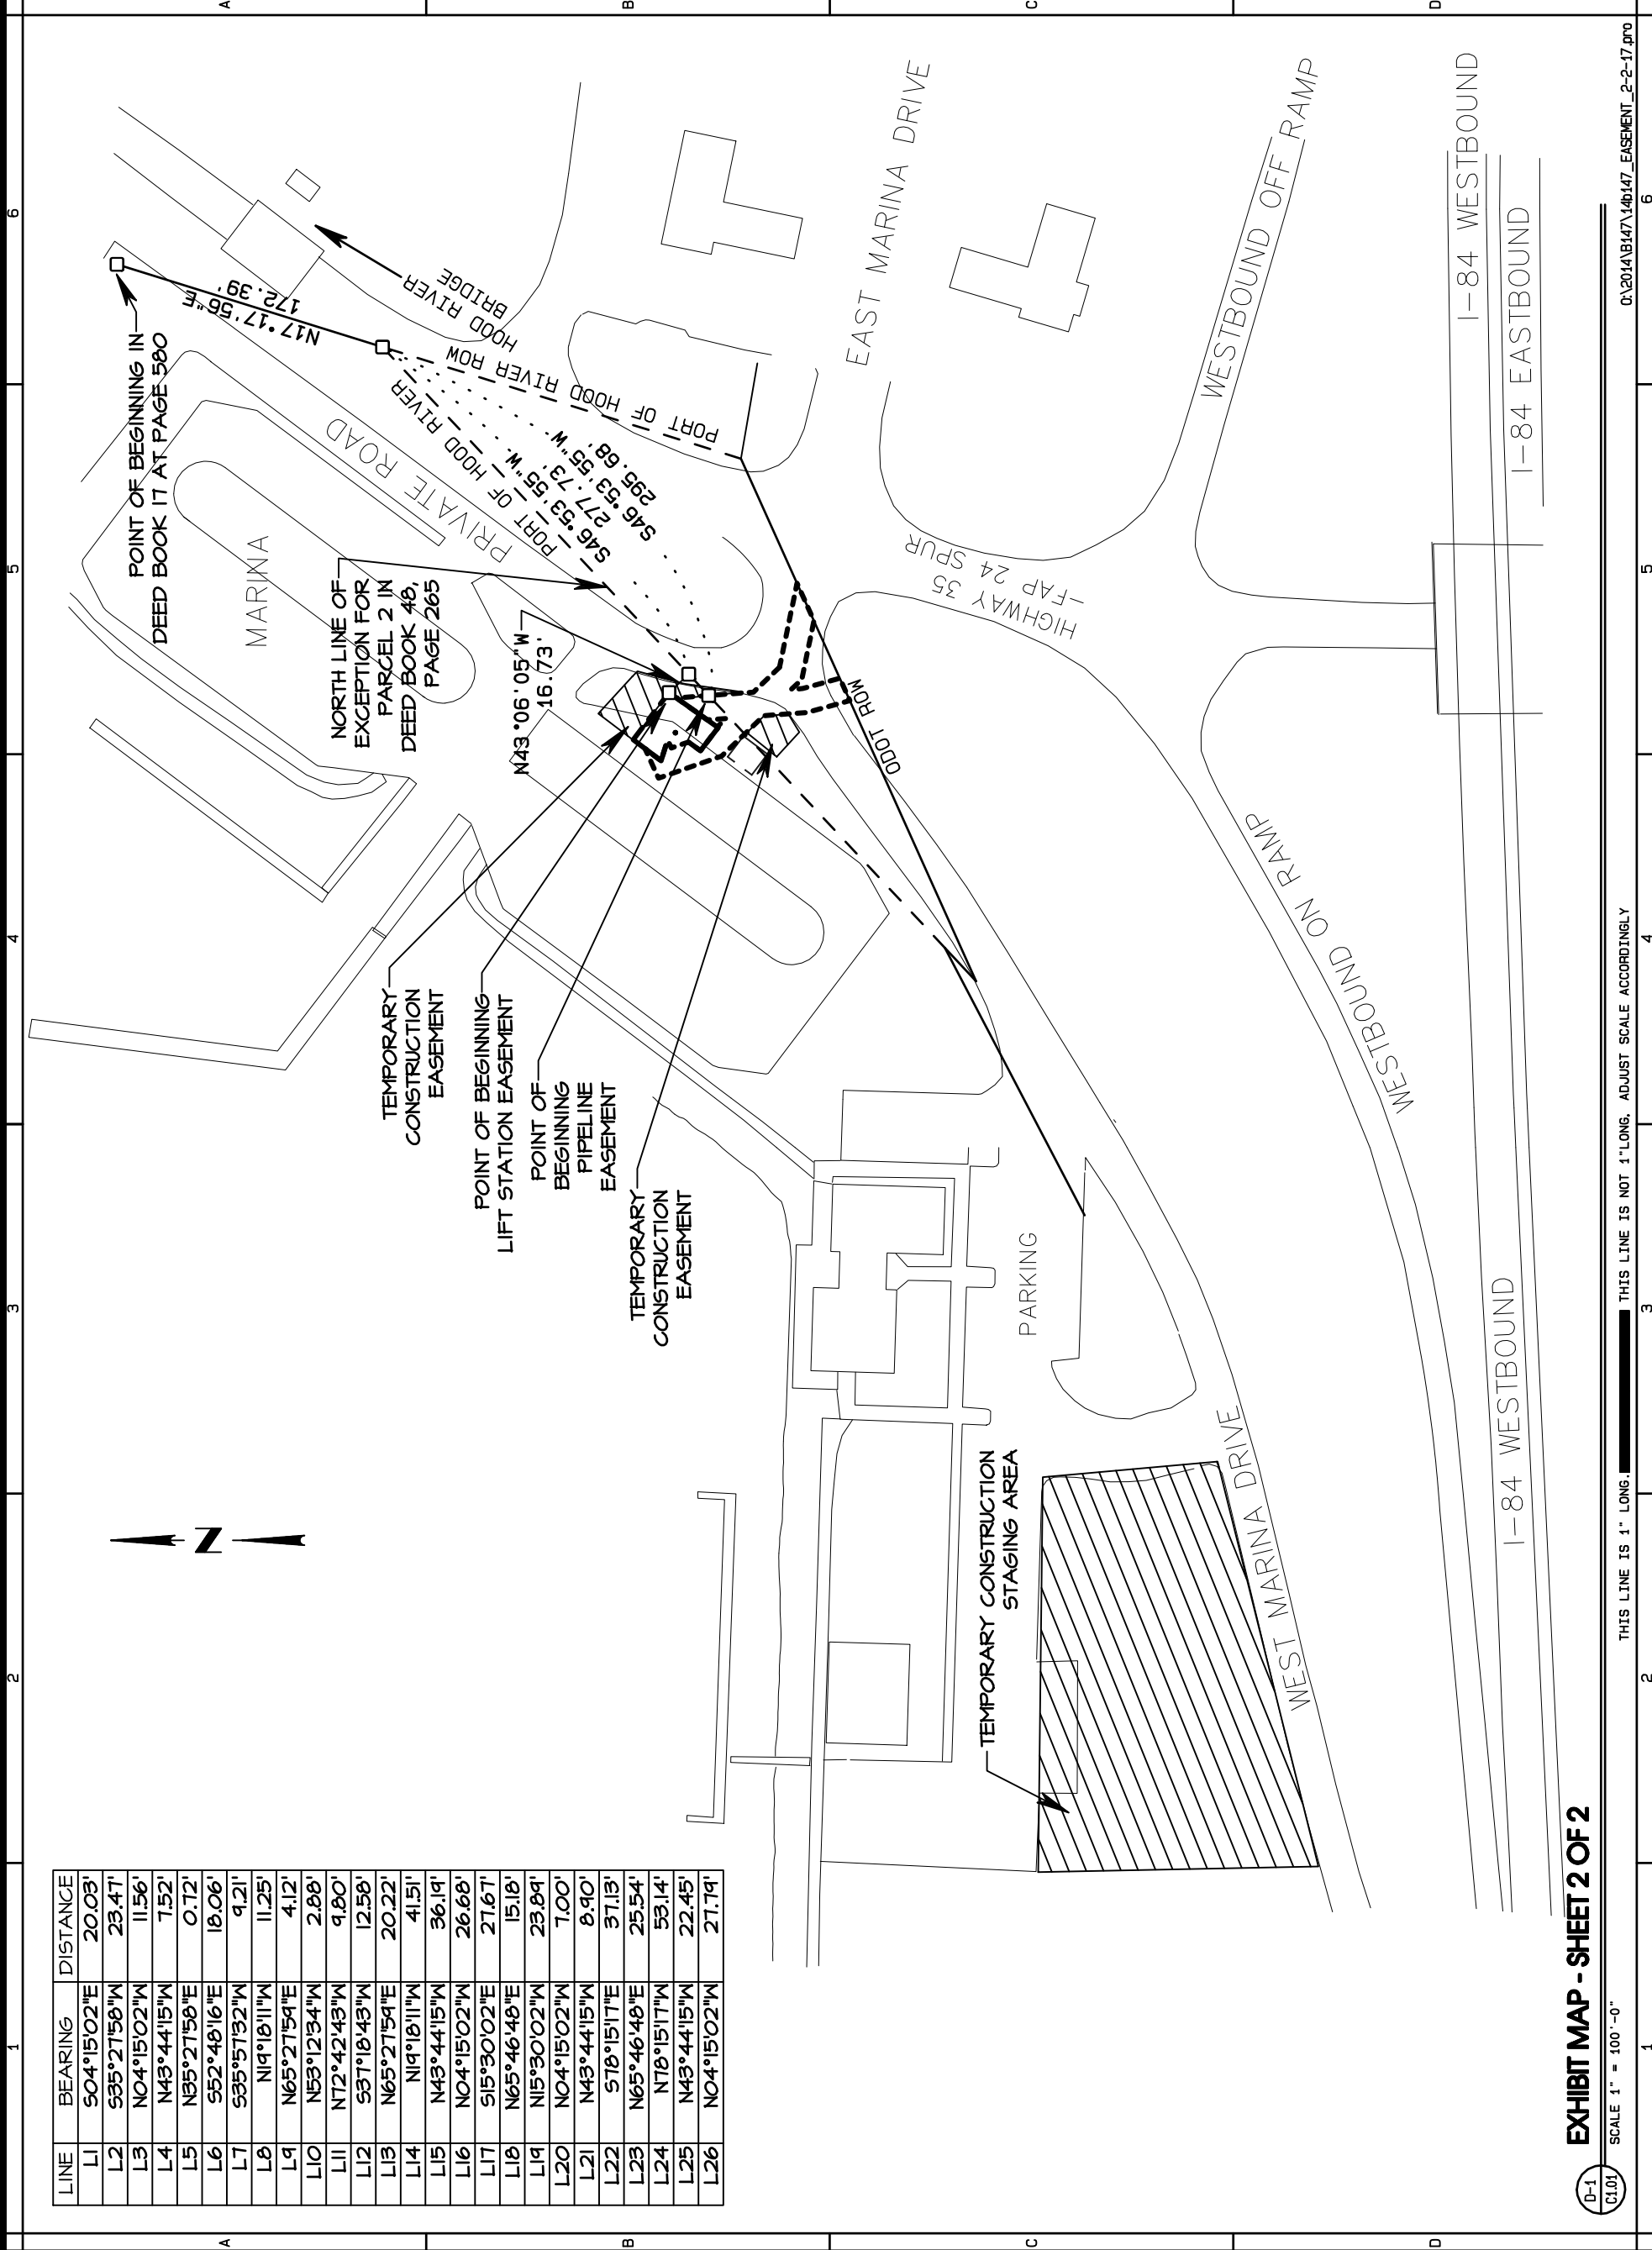 LINE BEARING DISTANCE
L1 S04°15'02"E 20.03'
L2 S35°27'58"W 23.47'
L3 N04°15'02"W 11.56'
L4 N43°44'15"W 7.52'
L5 N35°27'58"E 0.72'
L6 S52°48'16"E 18.06'
L7 S35°57'32"W 9.21'
L8 N19°18'11"W 11.25'
L9 N65°27'59"E 4.12'
L10 N53°12'34"W 2.88'
L11 N72°42'43"W 9.80'
L12 S37°18'43"W 12.58'
L13 N65°27'59"E 20.22'
L14 N19°18'11"W 41.51'
L15 N43°44'15"W 36.19'
L16 N04°15'02"W 26.68'
L17 S15°30'02"E 27.67'
L18 N65°46'48"E 15.18'
L19 N15°30'02"W 23.89'
L20 N04°15'02"W 7.00'
L21 N43°44'15"W 8.90'
L22 S78°15'17"E 37.13'
L23 N65°46'48"E 25.54'
L24 N78°15'17"W 53.14'
L25 N43°44'15"W 22.45'
L26 N04°15'02"W 27.79'
POINT OF BEGINNING IN
DEED BOOK 17 AT PAGE 580
N17°17'56"E
172.39'
MARINA
PRIVATE ROAD
HOOD RIVER
BRIDGE
PORT OF HOOD RIVER ROW
PORT OF HOOD RIVER
NORTH LINE OF
EXCEPTION FOR
PARCEL 2 IN
DEED BOOK 48,
PAGE 265
S46°53'55"W
277.73'
S46°53'55"W
295.68'
N43°06'05"W
16.73'
TEMPORARY
CONSTRUCTION
EASEMENT
POINT OF BEGINNING
LIFT STATION EASEMENT
POINT OF
BEGINNING
PIPELINE
EASEMENT
TEMPORARY
CONSTRUCTION
EASEMENT
EAST MARINA DRIVE
HIGHWAY 35
-FAP 24 SPUR
ODOT ROW
WESTBOUND OFF RAMP
WESTBOUND ON RAMP
PARKING
N
TEMPORARY CONSTRUCTION
STAGING AREA
WEST MARINA DRIVE
I-84 WESTBOUND
I-84 EASTBOUND
I-84 WESTBOUND
D-1
C1.01
EXHIBIT MAP - SHEET 2 OF 2
SCALE 1" = 100'-0"
THIS LINE IS 1" LONG. THIS LINE IS NOT 1"LONG, ADJUST SCALE ACCORDINGLY
O:\2014\B147\14b147_EASEMENT_2-2-17.pro
1 2 3 4 5 6
1 2 3 4 5 6
A B C D
A B C D